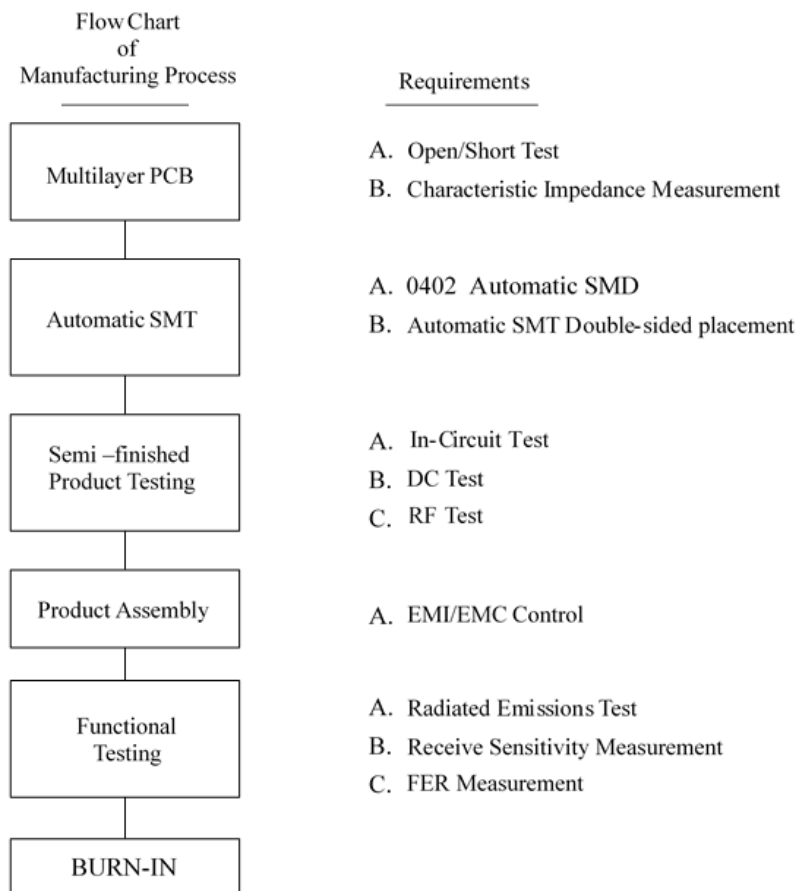 Flow Chart
of
Manufacturing Process
Requirements
Multilayer PCB
A. Open/Short Test
B. Characteristic Impedance Measurement
Automatic SMT
A. 0402 Automatic SMD
B. Automatic SMT Double-sided placement
Semi –finished
Product Testing
A. In-Circuit Test
B. DC Test
C. RF Test
Product Assembly
A. EMI/EMC Control
Functional
Testing
A. Radiated Emissions Test
B. Receive Sensitivity Measurement
C. FER Measurement
BURN-IN